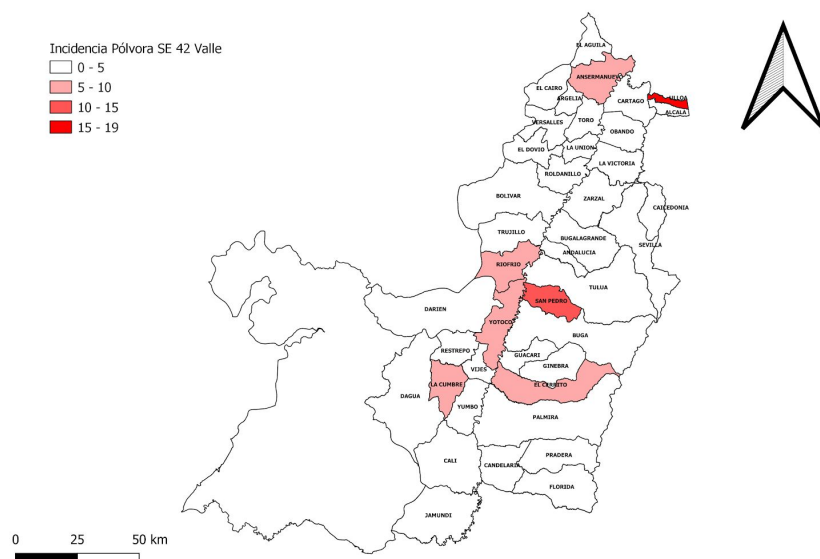 Incidencia Pólvora SE 42 Valle
0 - 5
5 - 10
10 - 15
15 - 19
EL AGUILA
ANSERMANUEVO
EL CAIRO
ARGELIA
CARTAGO
ULLOA
ALCALA
VERSALLES
TORO
OBANDO
EL DOVIO
LA UNION
LA VICTORIA
ROLDANILLO
BOLIVAR
ZARZAL
CAICEDONIA
TRUJILLO
BUGALAGRANDE
SEVILLA
ANDALUCIA
RIOFRIO
TULUA
SAN PEDRO
DARIEN
YOTOCO
BUGA
RESTREPO
GUACARI
VIJES
GINEBRA
LA CUMBRE
EL CERRITO
DAGUA
YUMBO
PALMIRA
CALI
CANDELARIA
PRADERA
FLORIDA
JAMUNDI
0 25 50 km